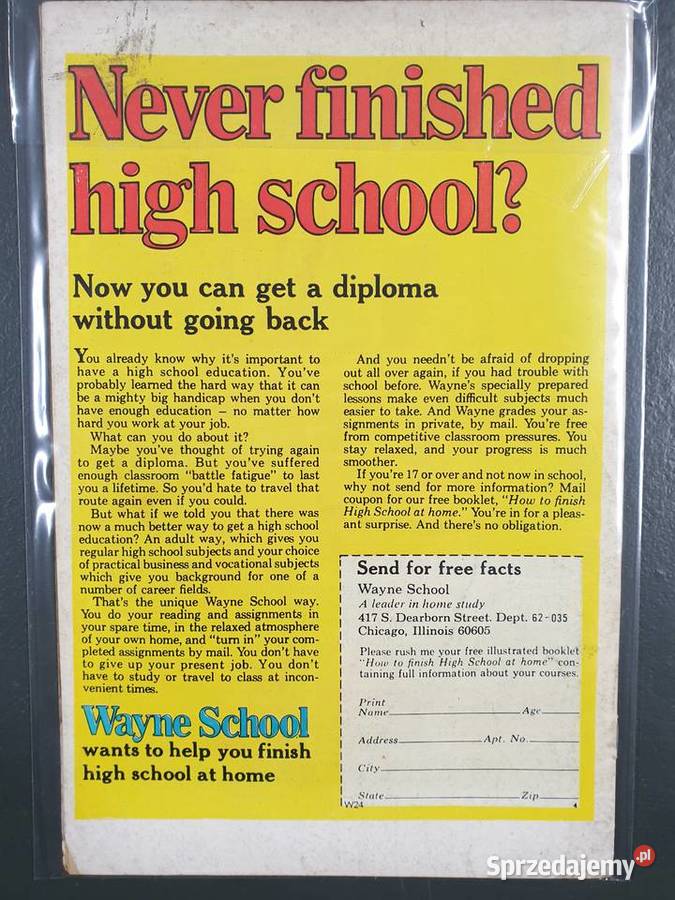 Never finished
high school?
Now you can get a diploma
without going back
You already know why it's important to
have a high school education. You've
probably learned the hard way that it can
be a mighty big handicap when you don't
have enough education — no matter how
hard you work at your job.
What can you do about it?
Maybe you've thought of trying again
to get a diploma. But you've suffered
enough classroom "battle fatigue" to last
you a lifetime. So you'd hate to travel that
route again even if you could.
But what if we told you that there was
now a much better way to get a high school
education? An adult way, which gives you
regular high school subjects and your choice
of practical business and vocational subjects
which give you background for one of a
number of career fields.
That's the unique Wayne School way.
You do your reading and assignments in
your spare time, in the relaxed atmosphere
of your own home, and "turn in" your com-
pleted assignments by mail. You don't have
to give up your present job. You don't
have to study or travel to class at incon-
venient times.
Wayne School
wants to help you finish
high school at home
And you needn't be afraid of dropping
out all over again, if you had trouble with
school before. Wayne's specially prepared
lessons make even difficult subjects much
easier to take. And Wayne grades your as-
signments in private, by mail. You're free
from competitive classroom pressures. You
stay relaxed, and your progress is much
smoother.
If you're 17 or over and not now in school,
why not send for more information? Mail
coupon for our free booklet, "How to finish
High School at home." You're in for a pleas-
ant surprise. And there's no obligation.
Send for free facts
Wayne School
A leader in home study
417 S. Dearborn Street. Dept. 62-035
Chicago, Illinois 60605
Please rush me your free illustrated booklet
"How to finish High School at home" con-
taining full information about your courses.
Print
Name Age
Address Apt. No.
City
State Zip
W24 4
Sprzedajemy.pl